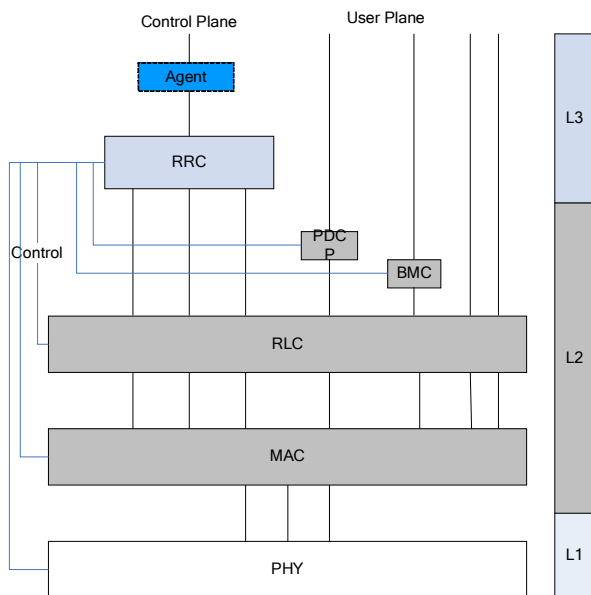 Control Plane
User Plane
Agent
L3
RRC
PDC
P
Control
BMC
RLC
L2
MAC
PHY
L1